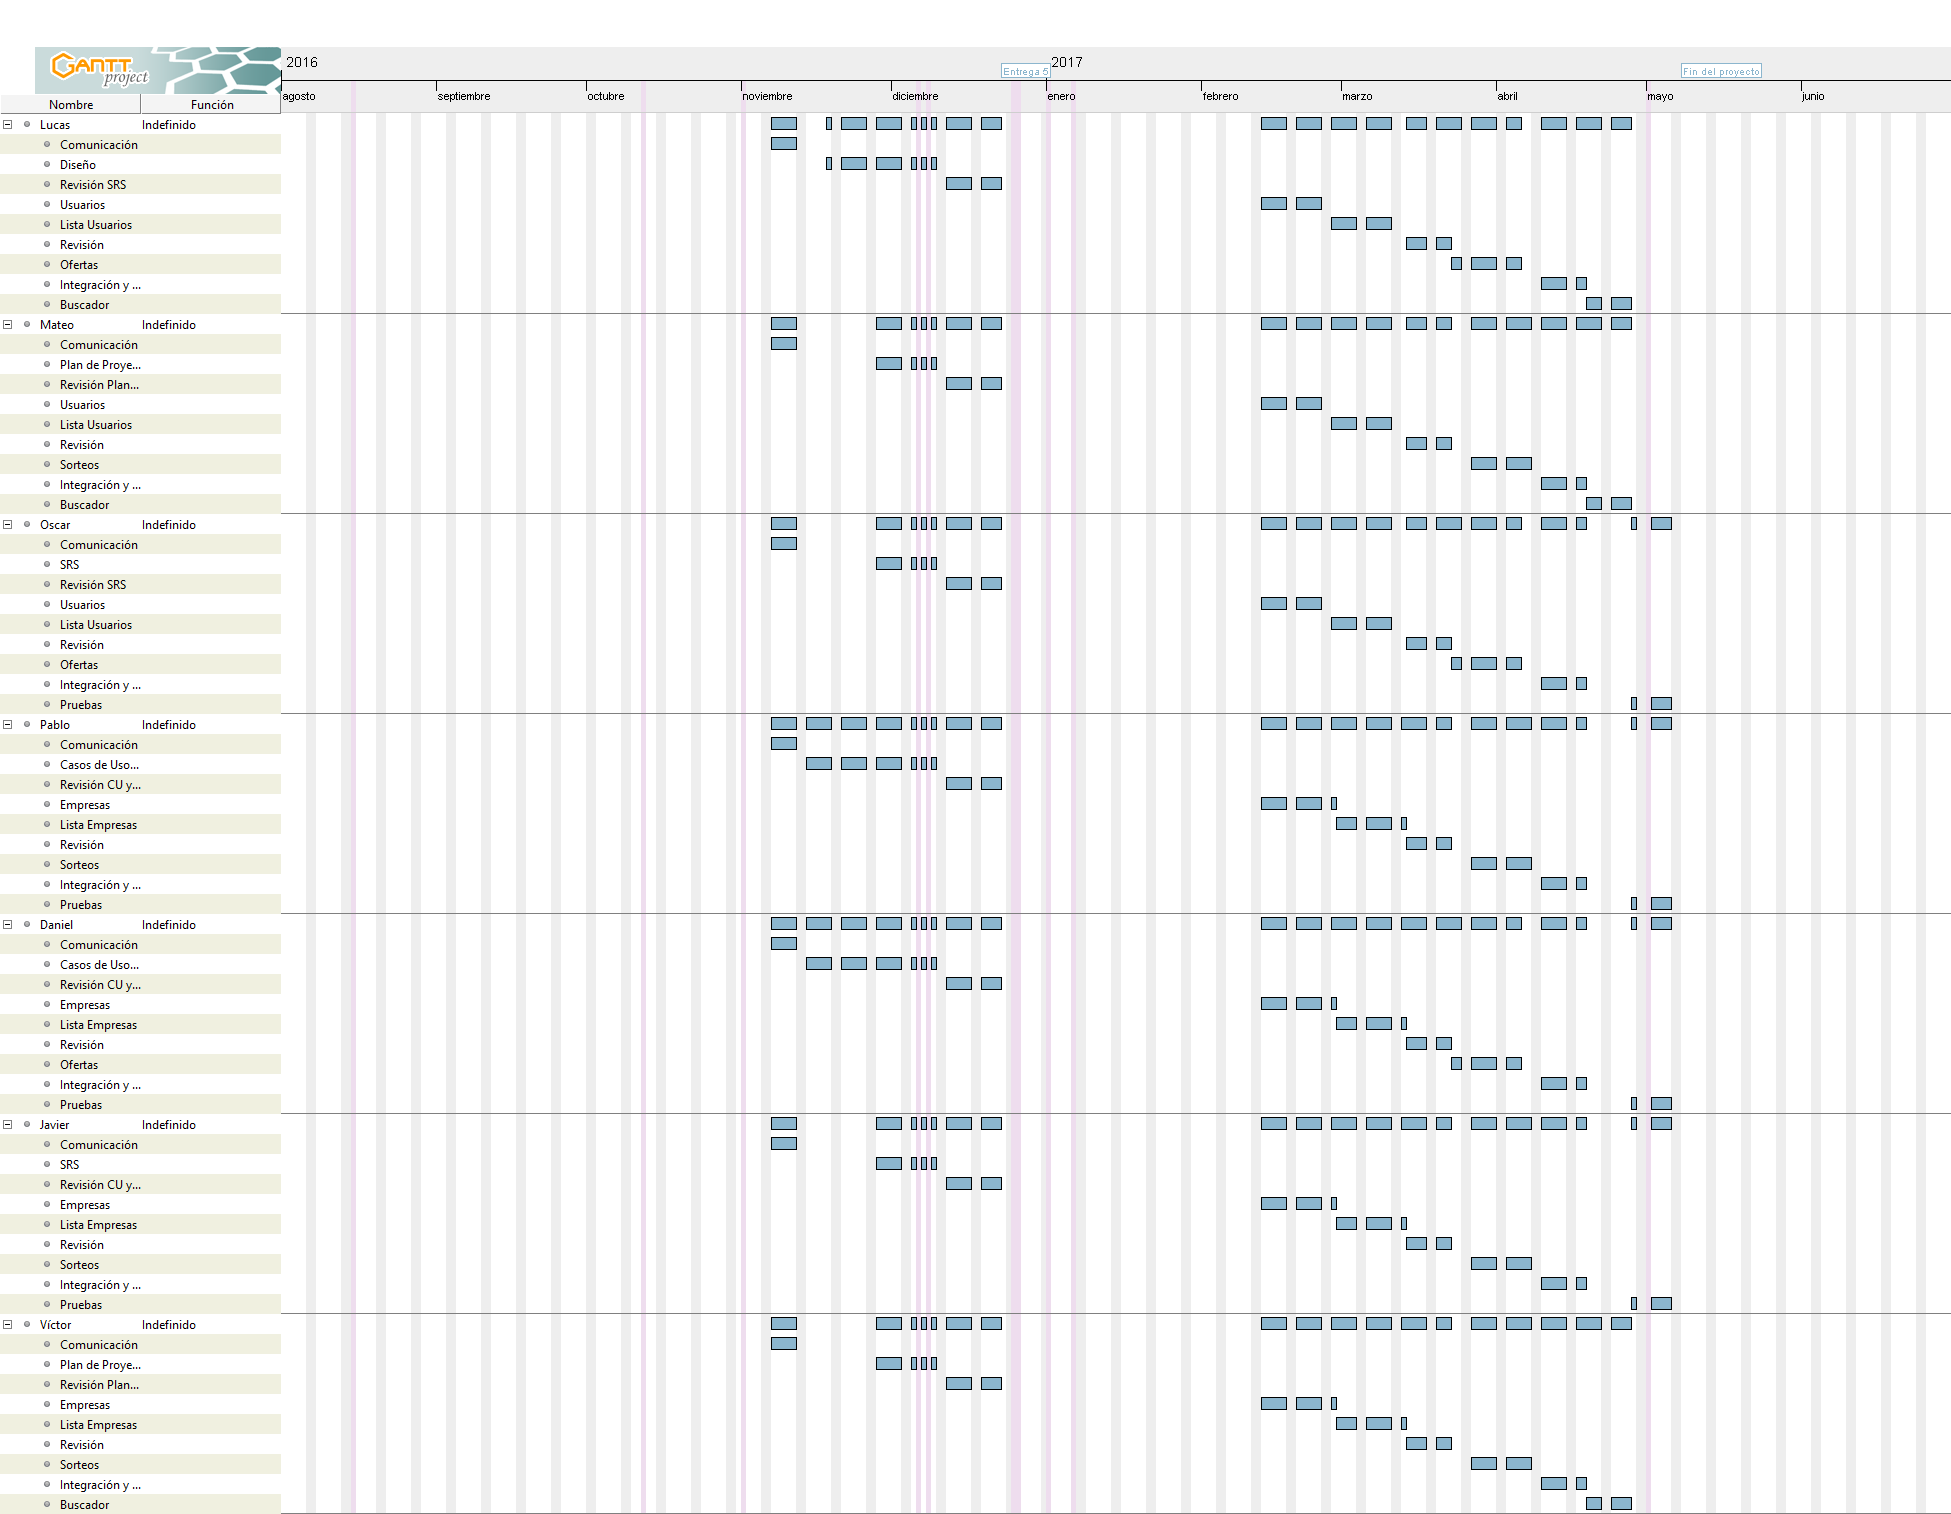 GANTT
project
2016
2017
Entrega 5
Fin del proyecto
Nombre Función
agosto septiembre octubre noviembre diciembre enero febrero marzo abril mayo junio
Lucas Indefinido
Comunicación
Diseño
Revisión SRS
Usuarios
Lista Usuarios
Revisión
Ofertas
Integración y ...
Buscador
Mateo Indefinido
Comunicación
Plan de Proye...
Revisión Plan...
Usuarios
Lista Usuarios
Revisión
Sorteos
Integración y ...
Buscador
Oscar Indefinido
Comunicación
SRS
Revisión SRS
Usuarios
Lista Usuarios
Revisión
Ofertas
Integración y ...
Pruebas
Pablo Indefinido
Comunicación
Casos de Uso...
Revisión CU y...
Empresas
Lista Empresas
Revisión
Sorteos
Integración y ...
Pruebas
Daniel Indefinido
Comunicación
Casos de Uso...
Revisión CU y...
Empresas
Lista Empresas
Revisión
Ofertas
Integración y ...
Pruebas
Javier Indefinido
Comunicación
SRS
Revisión CU y...
Empresas
Lista Empresas
Revisión
Sorteos
Integración y ...
Pruebas
Víctor Indefinido
Comunicación
Plan de Proye...
Revisión Plan...
Empresas
Lista Empresas
Revisión
Sorteos
Integración y ...
Buscador